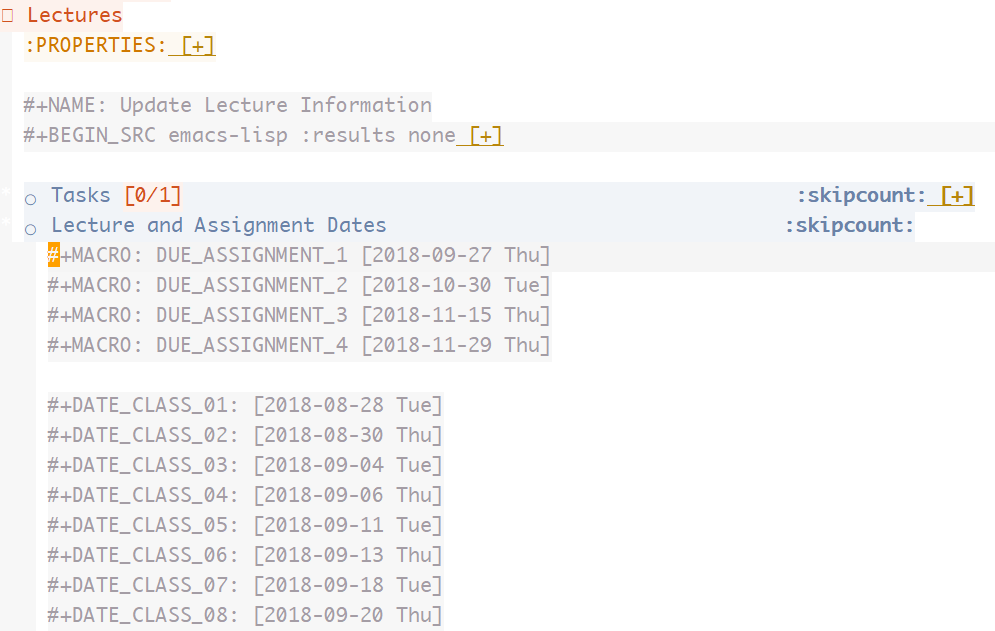 Lectures
:PROPERTIES: [+]
#+NAME: Update Lecture Information
#+BEGIN_SRC emacs-lisp :results none [+]
Tasks [0/1] :skipcount: [+]
Lecture and Assignment Dates :skipcount:
#+MACRO: DUE_ASSIGNMENT_1 [2018-09-27 Thu]
#+MACRO: DUE_ASSIGNMENT_2 [2018-10-30 Tue]
#+MACRO: DUE_ASSIGNMENT_3 [2018-11-15 Thu]
#+MACRO: DUE_ASSIGNMENT_4 [2018-11-29 Thu]
#+DATE_CLASS_01: [2018-08-28 Tue]
#+DATE_CLASS_02: [2018-08-30 Thu]
#+DATE_CLASS_03: [2018-09-04 Tue]
#+DATE_CLASS_04: [2018-09-06 Thu]
#+DATE_CLASS_05: [2018-09-11 Tue]
#+DATE_CLASS_06: [2018-09-13 Thu]
#+DATE_CLASS_07: [2018-09-18 Tue]
#+DATE_CLASS_08: [2018-09-20 Thu]